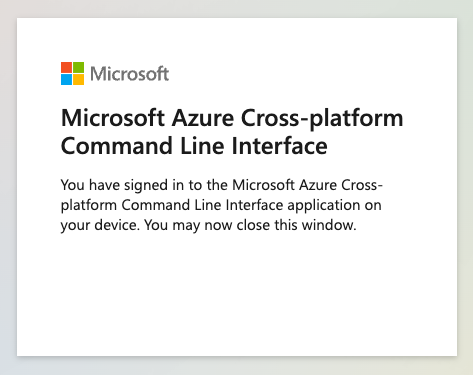 Microsoft
Microsoft Azure Cross-platform
Command Line Interface
You have signed in to the Microsoft Azure Cross-
platform Command Line Interface application on
your device. You may now close this window.